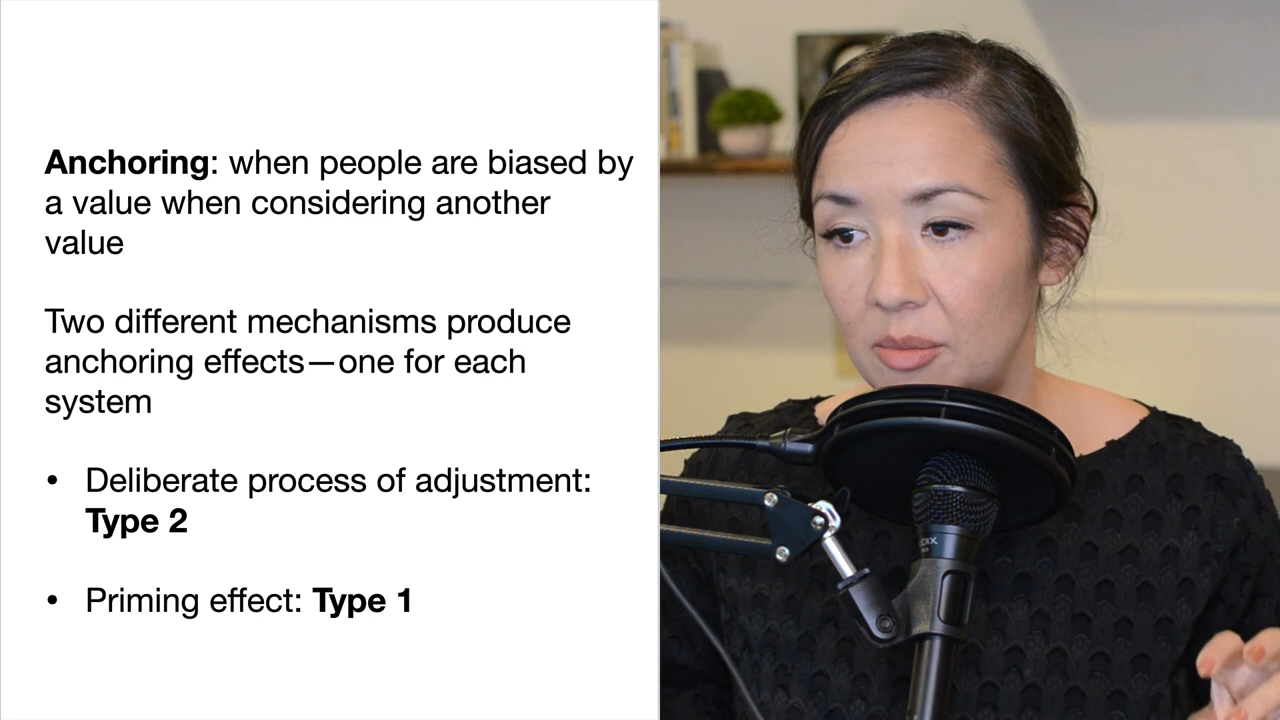 Anchoring: when people are biased by
a value when considering another
value
Two different mechanisms produce
anchoring effects—one for each
system
• Deliberate process of adjustment:
Type 2
• Priming effect: Type 1